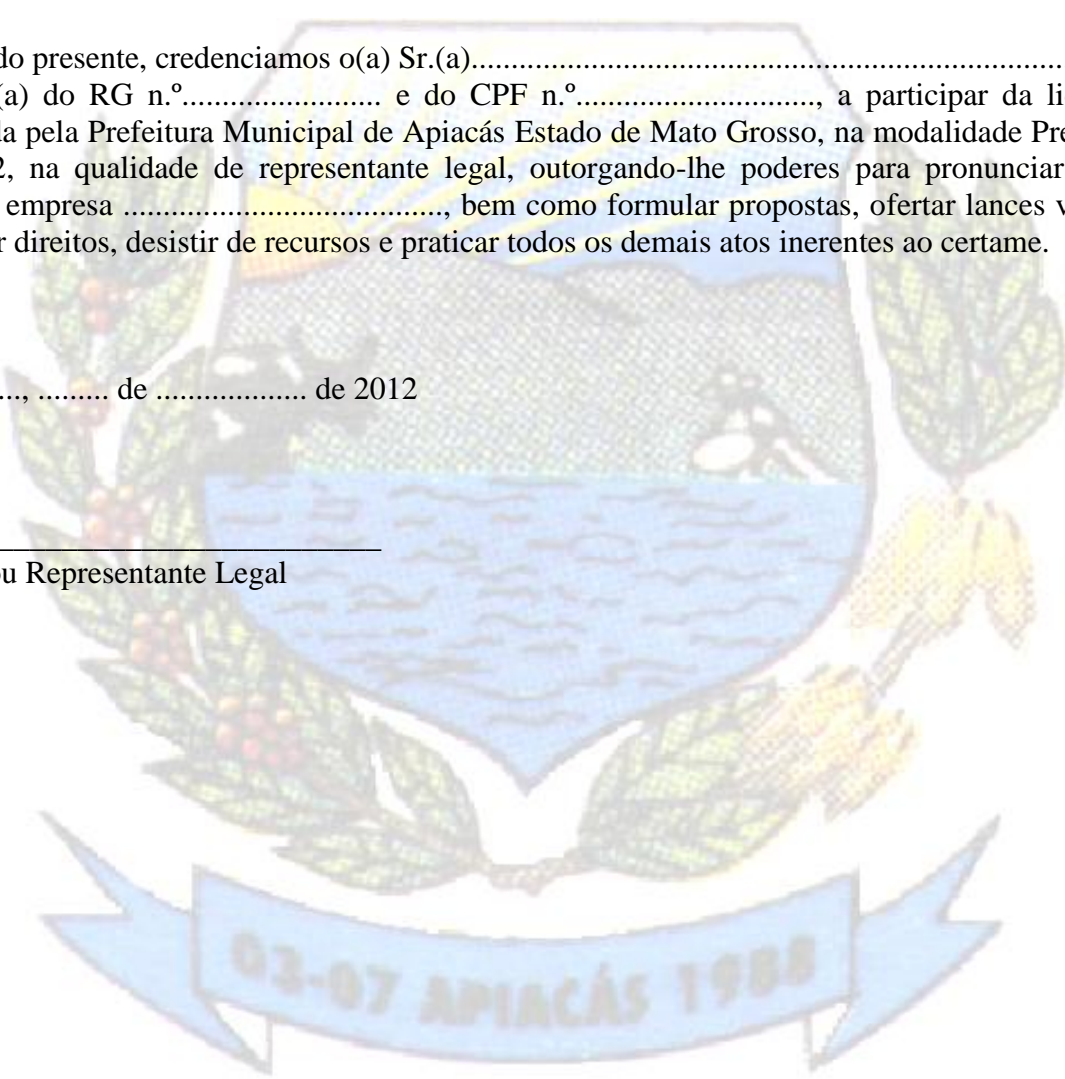 do presente, credenciamos o(a) Sr.(a)..........................................................................
(a) do RG n.º......................... e do CPF n.º.............................., a participar da li
da pela Prefeitura Municipal de Apiacás Estado de Mato Grosso, na modalidade Pre
2, na qualidade de representante legal, outorgando-lhe poderes para pronunciar
empresa ........................................, bem como formular propostas, ofertar lances v
r direitos, desistir de recursos e praticar todos os demais atos inerentes ao certame.
..., ......... de ................... de 2012
________________________
ou Representante Legal
03-07 APIACÁS 1988